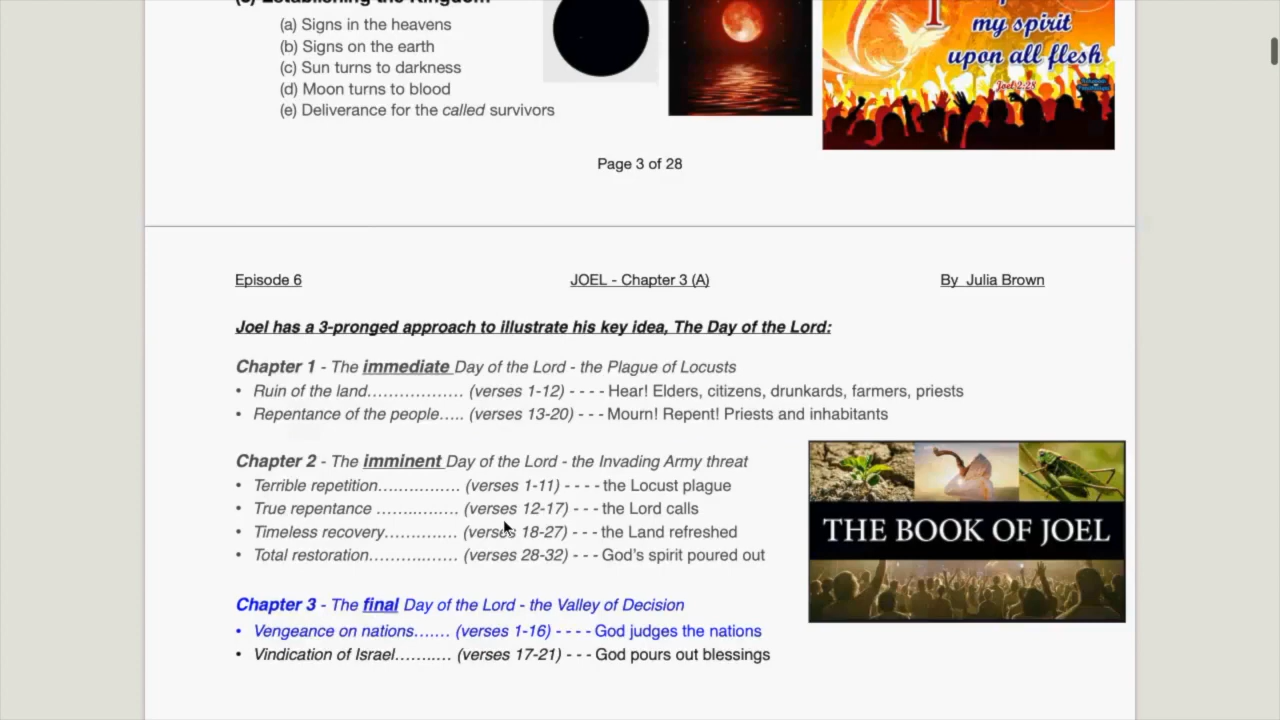 (a) Signs in the heavens
(b) Signs on the earth
(c) Sun turns to darkness
(d) Moon turns to blood
(e) Deliverance for the called survivors
my spirit
upon all flesh
Joel 2:28
Page 3 of 28
Episode 6 JOEL - Chapter 3 (A) By Julia Brown
Joel has a 3-pronged approach to illustrate his key idea, The Day of the Lord:
Chapter 1 - The immediate Day of the Lord - the Plague of Locusts
• Ruin of the land……………… (verses 1-12) - - - - Hear! Elders, citizens, drunkards, farmers, priests
• Repentance of the people….. (verses 13-20) - - - Mourn! Repent! Priests and inhabitants
Chapter 2 - The imminent Day of the Lord - the Invading Army threat
• Terrible repetition……….…… (verses 1-11) - - - - the Locust plague
• True repentance ……..……… (verses 12-17) - - - the Lord calls
• Timeless recovery…………… (verses 18-27) - - - the Land refreshed
• Total restoration………..…… (verses 28-32) - - - God's spirit poured out
THE BOOK OF JOEL
Chapter 3 - The final Day of the Lord - the Valley of Decision
• Vengeance on nations….… (verses 1-16) - - - - God judges the nations
• Vindication of Israel……..… (verses 17-21) - - - God pours out blessings